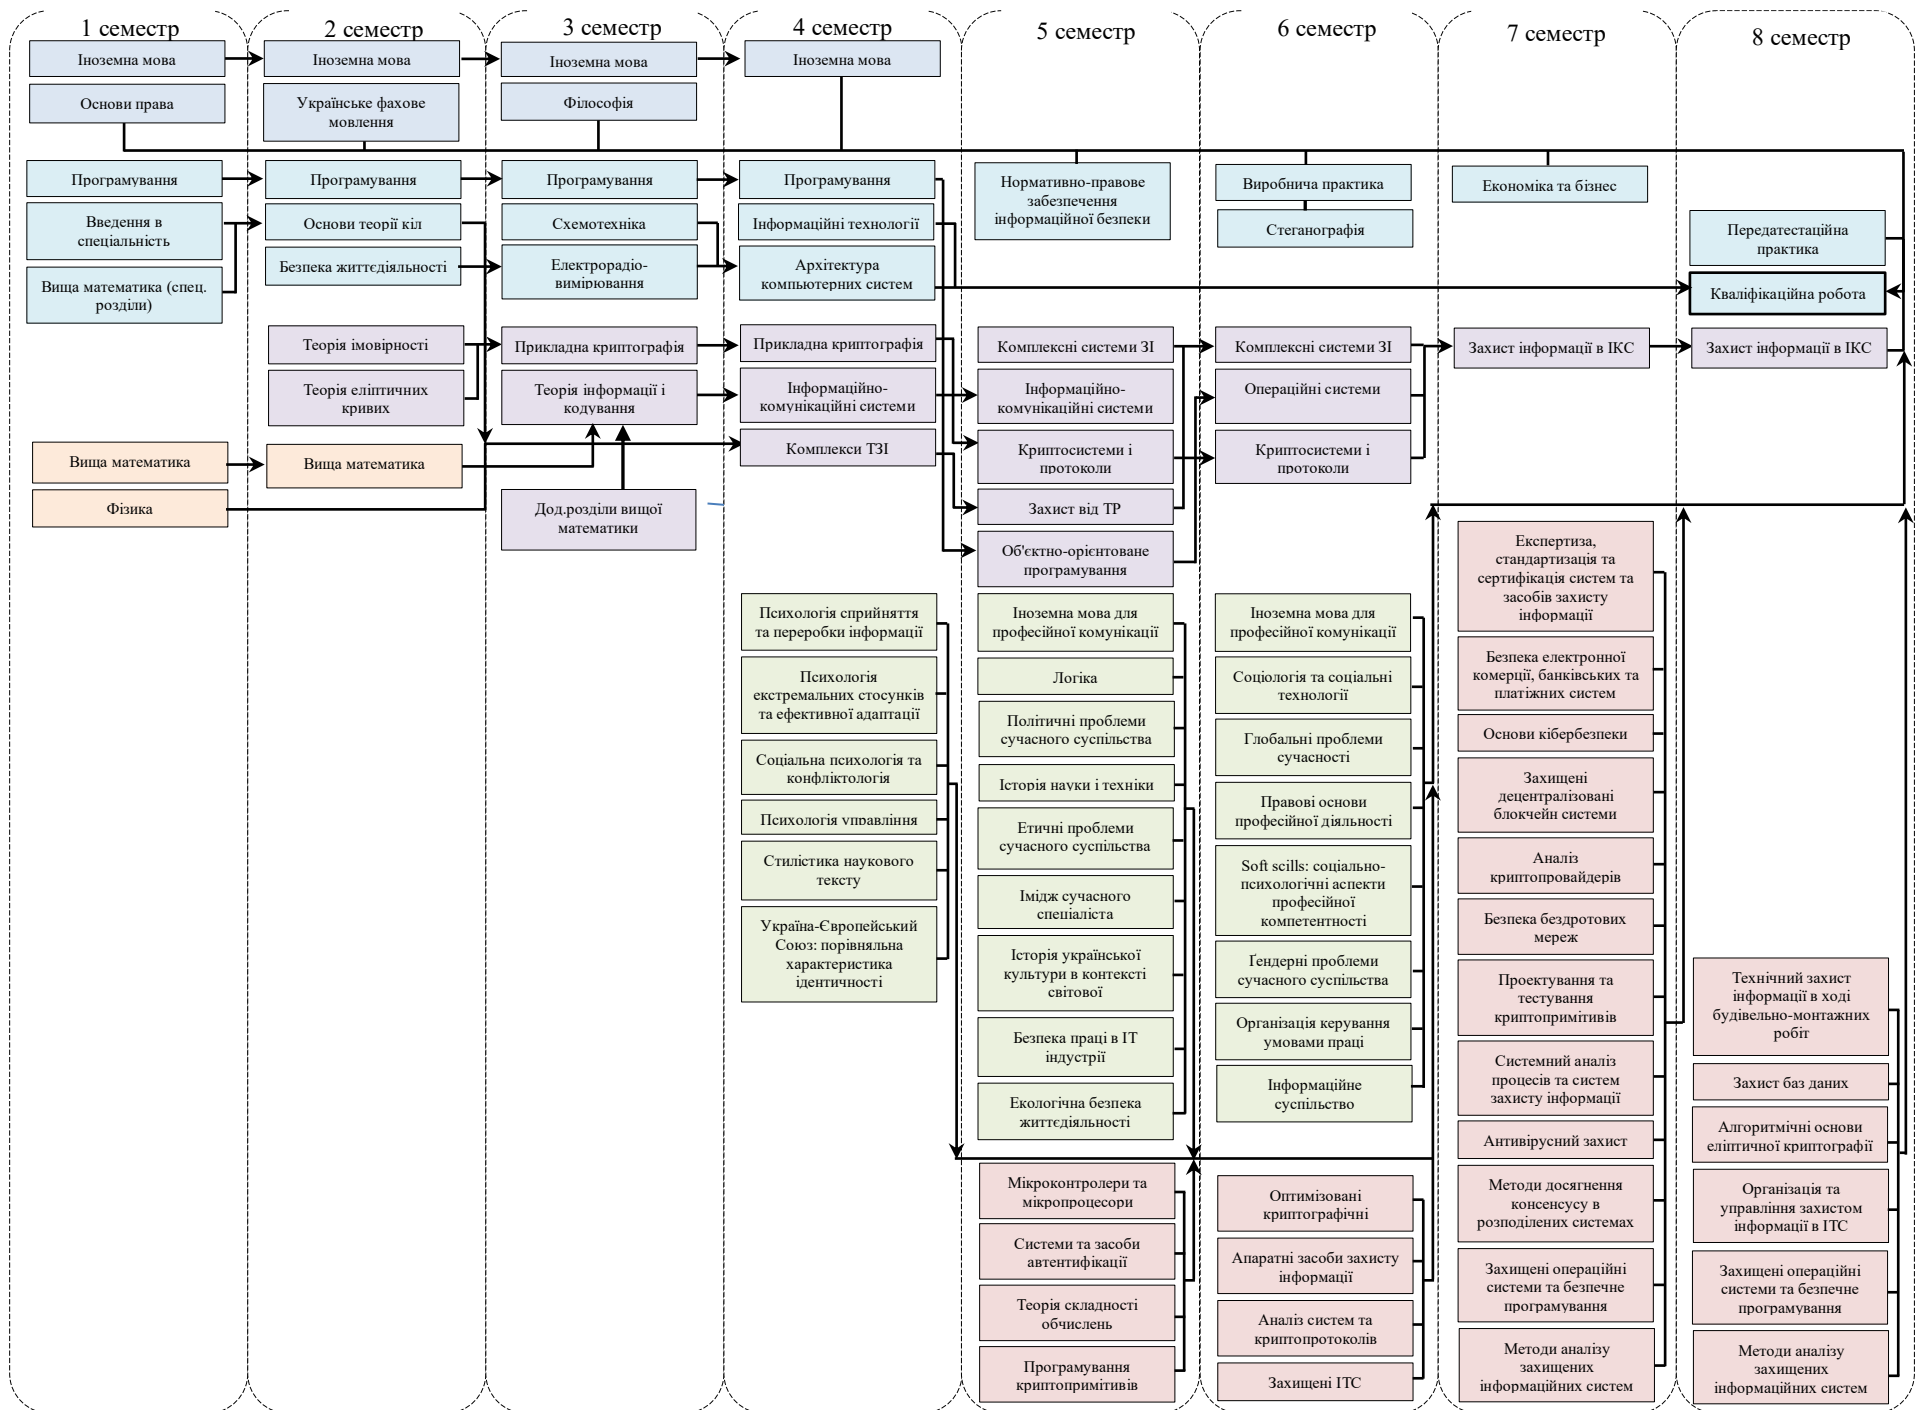 1 семестр
Іноземна мова
Основи права
Програмування
Введення в
спеціальність
Вища математика (спец.
розділи)
Вища математика
Фізика
2 семестр
Іноземна мова
Українське фахове
мовлення
Програмування
Основи теорії кіл
Безпека життєдіяльності
Теорія імовірності
Теорія еліптичних
кривих
Вища математика
3 семестр
Іноземна мова
Філософія
Програмування
Схемотехніка
Електрорадіо-
вимірювання
Прикладна криптографія
Теорія інформації і
кодування
Дод.розділи вищої
математики
4 семестр
Іноземна мова
Програмування
Інформаційні технології
Архітектура
компьютерних систем
Прикладна криптографія
Інформаційно-
комунікаційні системи
Комплекси ТЗІ
Психологія сприйняття
та переробки інформації
Психологія
екстремальних стосунків
та ефективної адаптації
Соціальна психологія та
конфліктологія
Психологія управління
Стилістика наукового
тексту
Україна-Європейський
Союз: порівняльна
характеристика
ідентичності
5 семестр
Нормативно-правове
забезпечення
інформаційної безпеки
Комплексні системи ЗІ
Інформаційно-
комунікаційні системи
Криптосистеми і
протоколи
Захист від ТР
Об'єктно-орієнтоване
програмування
Іноземна мова для
професійної комунікації
Логіка
Політичні проблеми
сучасного суспільства
Історія науки і техніки
Етичні проблеми
сучасного суспільства
Імідж сучасного
спеціаліста
Історія української
культури в контексті
світової
Безпека праці в ІТ
індустрії
Екологічна безпека
життєдіяльності
Мікроконтролери та
мікропроцесори
Системи та засоби
автентифікації
Теорія складності
обчислень
Програмування
криптопримітивів
6 семестр
Виробнича практика
Стеганографія
Комплексні системи ЗІ
Операційні системи
Криптосистеми і
протоколи
Іноземна мова для
професійної комунікації
Соціологія та соціальні
технології
Глобальні проблеми
сучасності
Правові основи
професійної діяльності
Soft scills: соціально-
психологічні аспекти
професійної
компетентності
Ґендерні проблеми
сучасного суспільства
Організація керування
умовами праці
Інформаційне
суспільство
Оптимізовані
криптографічні
Апаратні засоби захисту
інформації
Аналіз систем та
криптопротоколів
Захищені ІТС
7 семестр
Економіка та бізнес
Захист інформації в ІКС
Експертиза,
стандартизація та
сертифікація систем та
засобів захисту
інформації
Безпека електронної
комерції, банківських та
платіжних систем
Основи кібербезпеки
Захищені
децентралізовані
блокчейн системи
Аналіз
криптопровайдерів
Безпека бездротових
мереж
Проектування та
тестування
криптопримітивів
Системний аналіз
процесів та систем
захисту інформації
Антивірусний захист
Методи досягнення
консенсусу в
розподілених системах
Захищені операційні
системи та безпечне
програмування
Методи аналізу
захищених
інформаційних систем
8 семестр
Передатестаційна
практика
Кваліфікаційна робота
Захист інформації в ІКС
Технічний захист
інформації в ході
будівельно-монтажних
робіт
Захист баз даних
Алгоритмічні основи
еліптичної криптографії
Організація та
управління захистом
інформації в ІТС
Захищені операційні
системи та безпечне
програмування
Методи аналізу
захищених
інформаційних систем